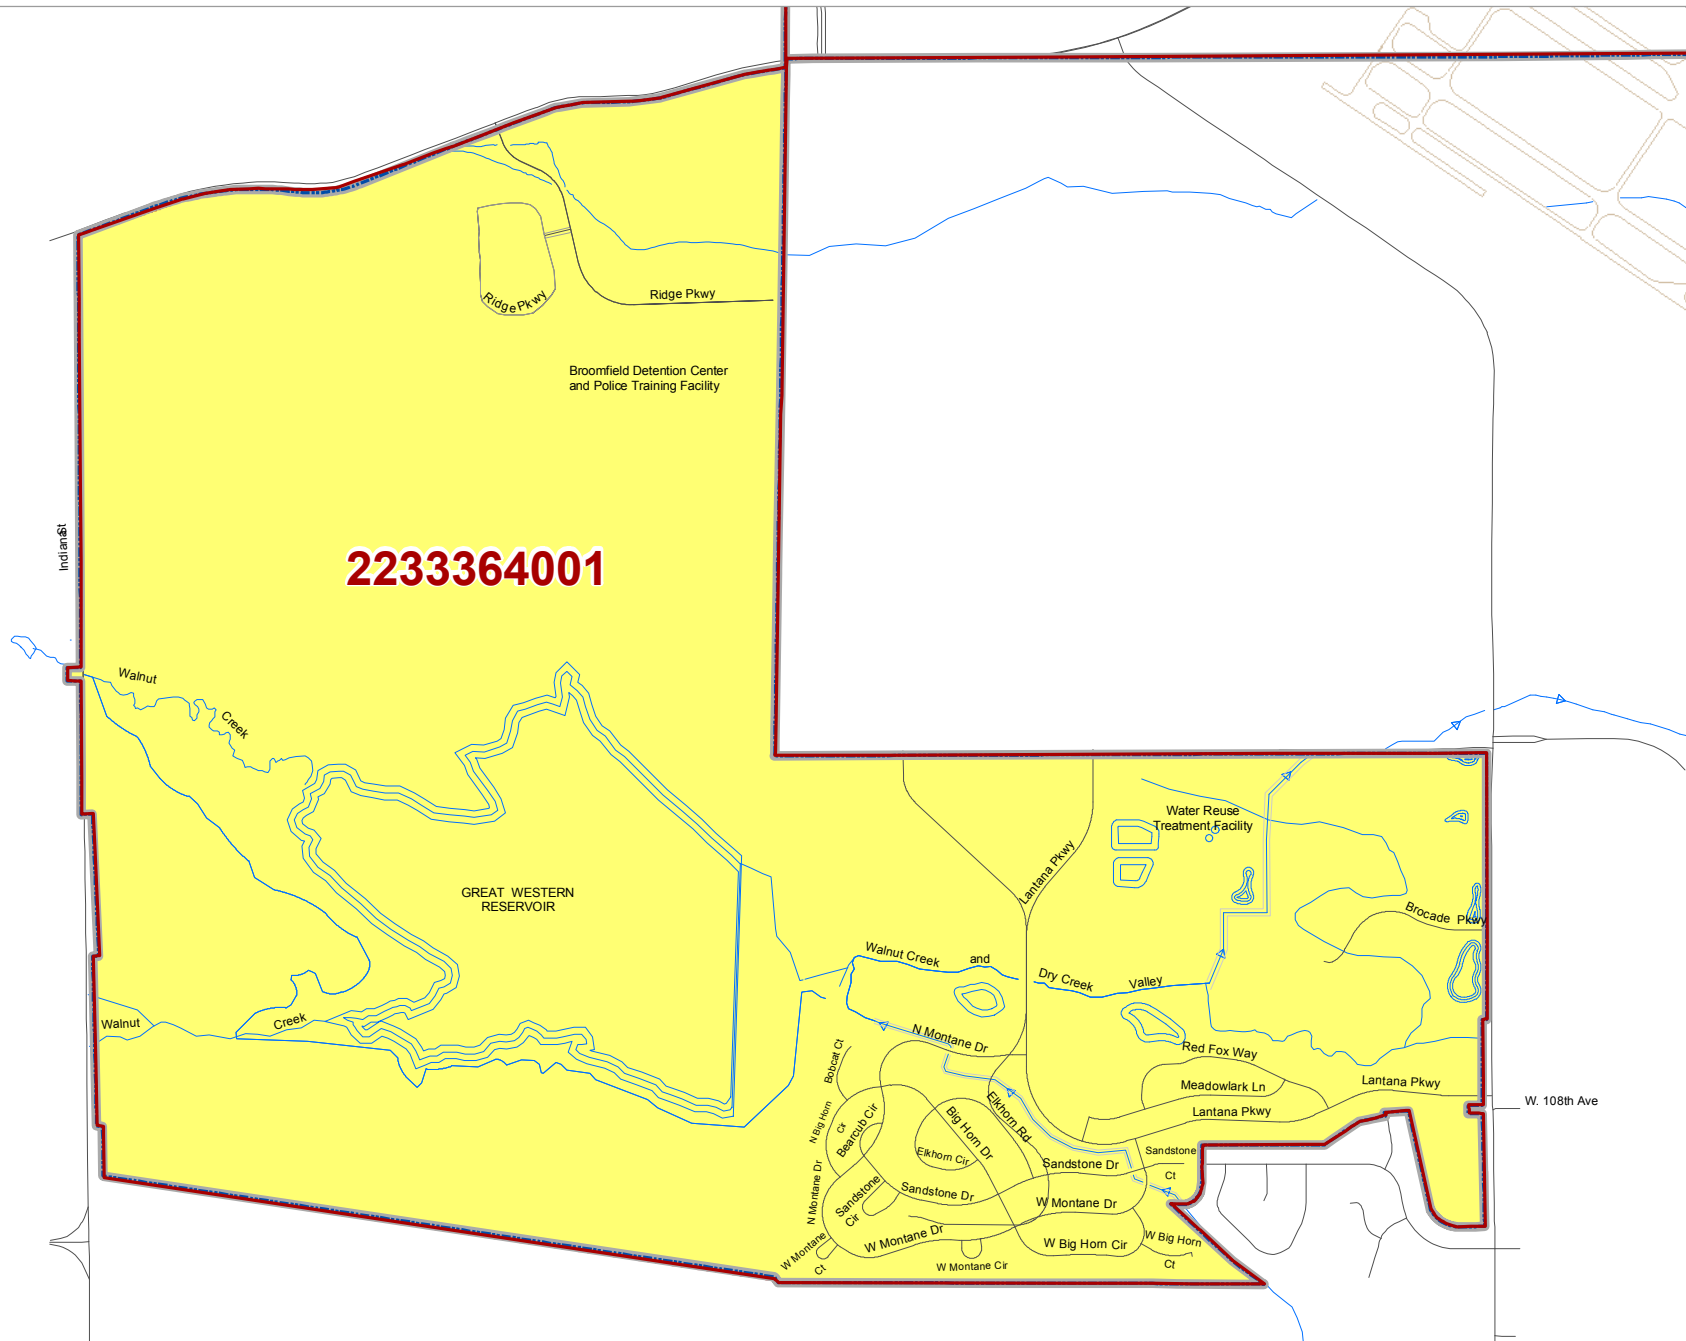 Ridge Pkwy
Ridge Pkwy
Broomfield Detention Center
and Police Training Facility
Indiana St
2233364001
Walnut
Creek
Water Reuse
Treatment Facility
Lantana Pkwy
GREAT WESTERN
RESERVOIR
Brocade Pkwy
Walnut Creek
and
Dry Creek
Valley
Walnut
Creek
N Montane Dr
Bobcat Ct
Red Fox Way
Meadowlark Ln
Lantana Pkwy
W. 108th Ave
Lantana Pkwy
N Big Horn
Cir
Bearcub Cir
Big Horn Dr
Elkhorn Rd
Elkhorn Cir
Sandstone Dr
Sandstone
Ct
N Montane Dr
Sandstone
Cir
Sandstone Dr
W Montane Dr
W Montane Dr
W Montane
Ct
W Big Horn Cir
W Big Horn
Ct
W Montane Cir